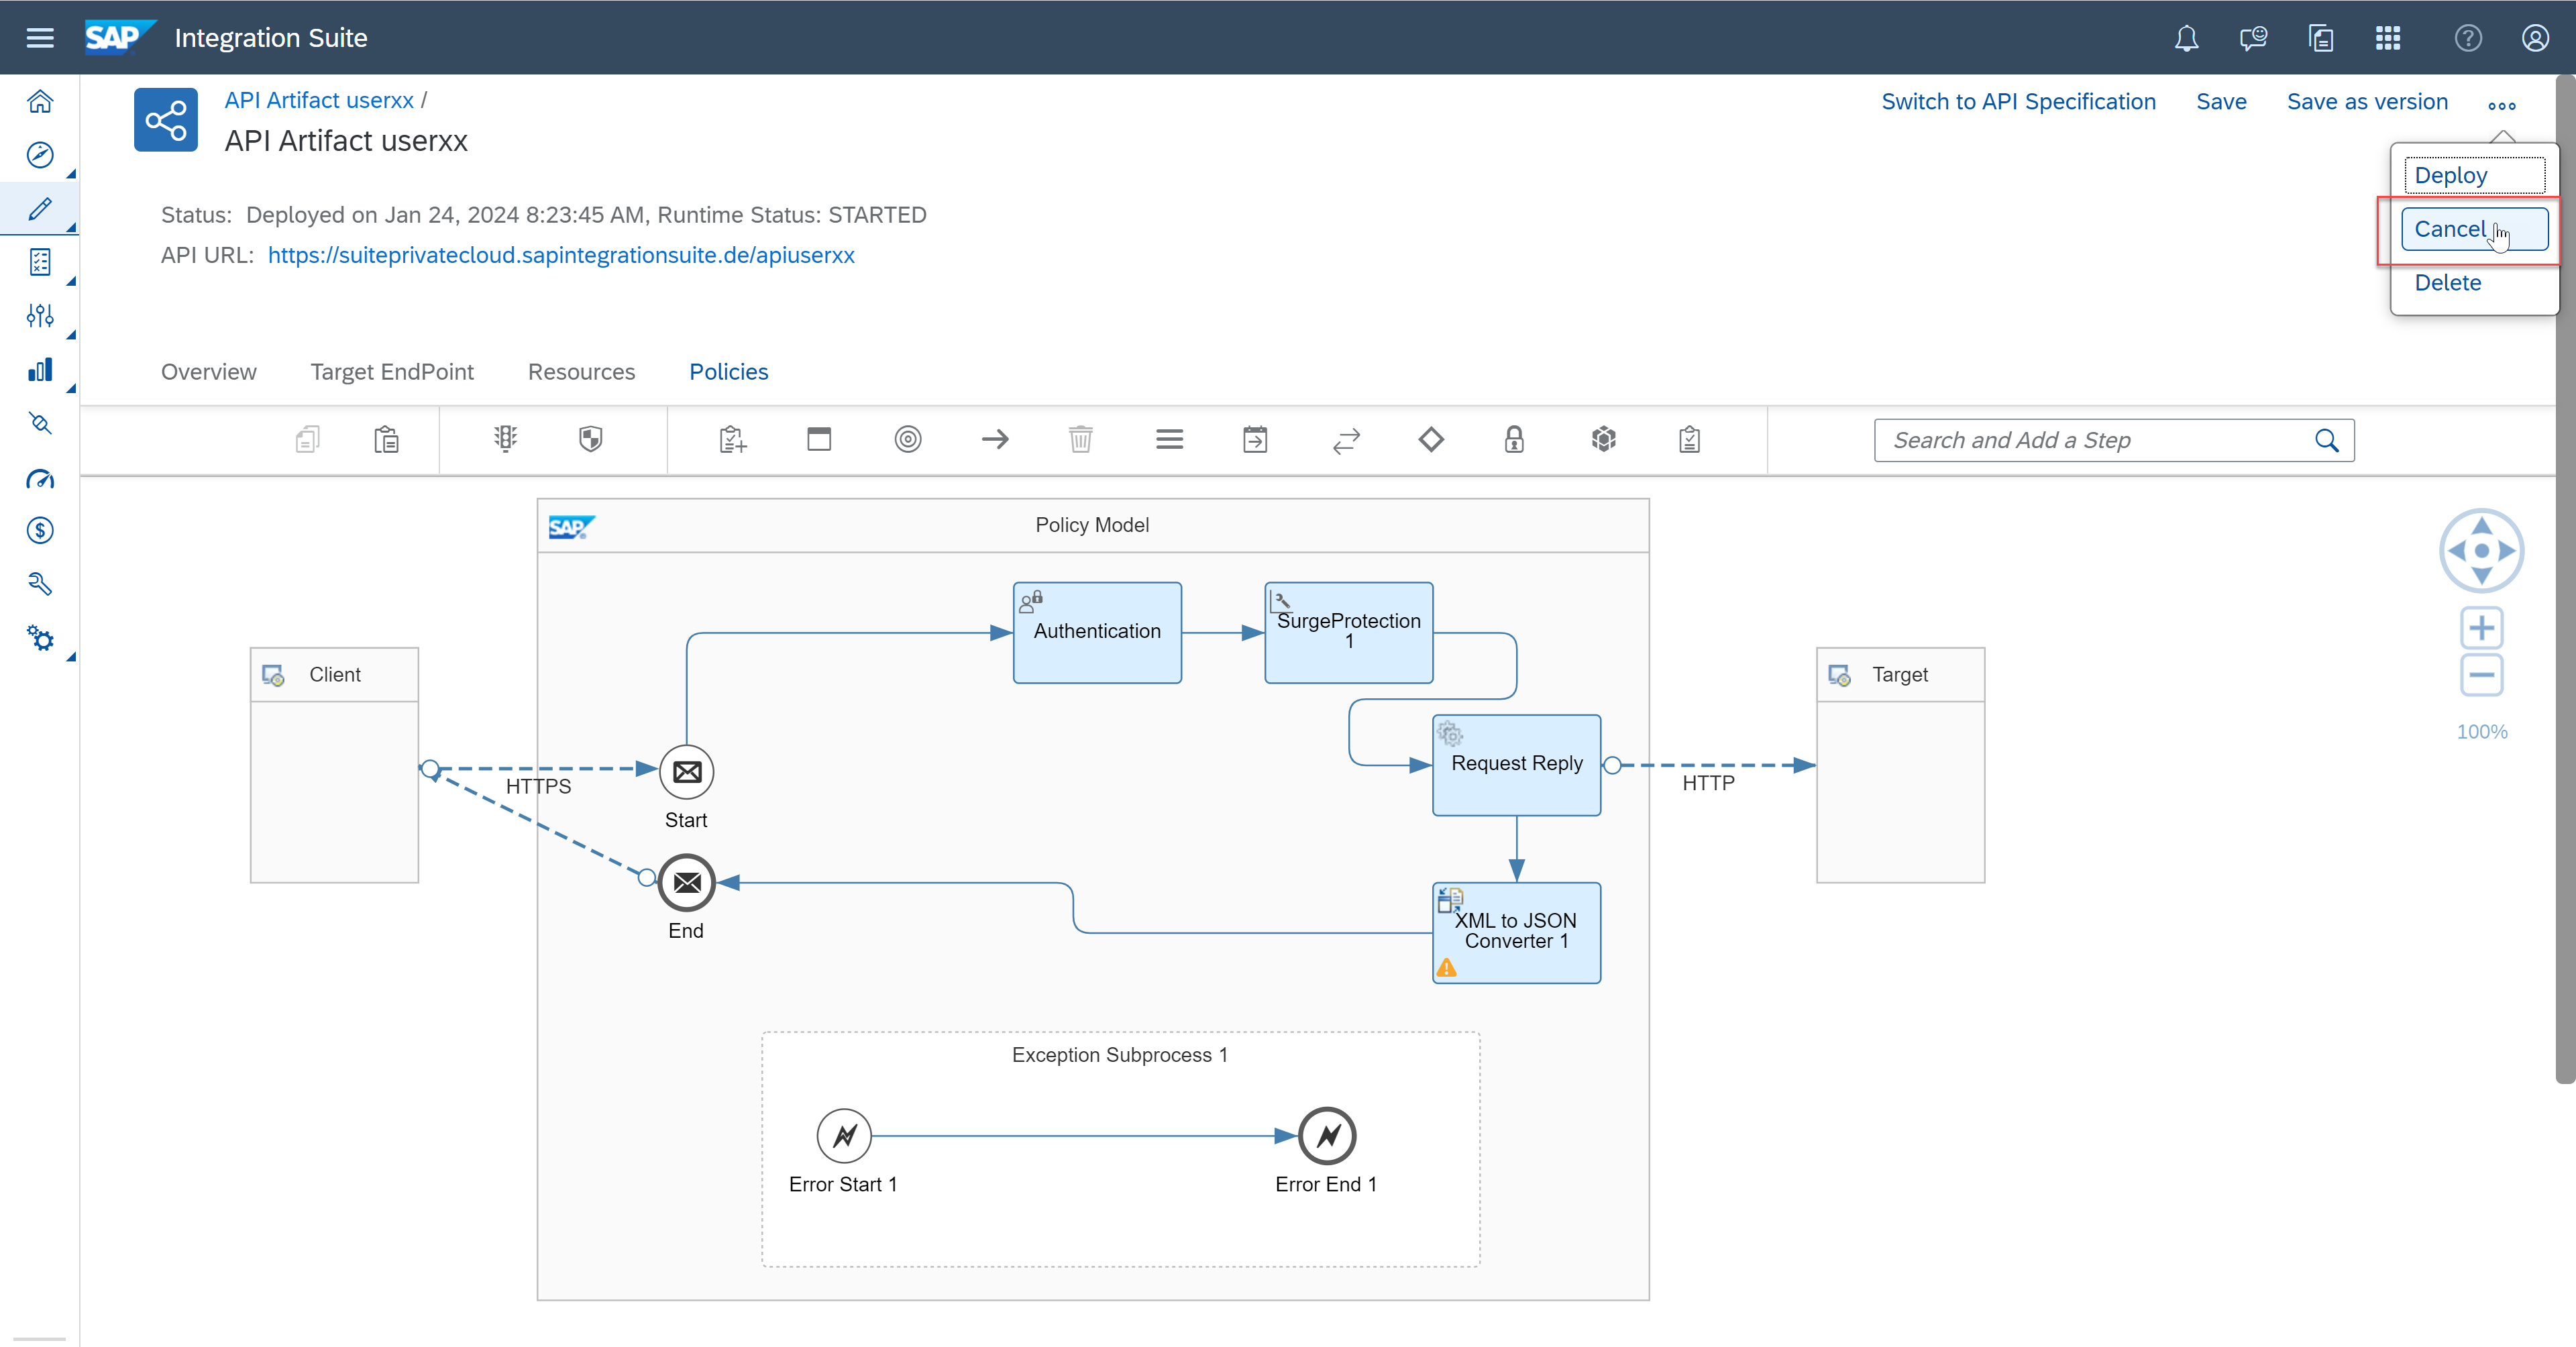 SAP Integration Suite
API Artifact userxx /
API Artifact userxx
Switch to API Specification
Save
Save as version
Deploy
Cancel
Delete
Status: Deployed on Jan 24, 2024 8:23:45 AM, Runtime Status: STARTED
API URL: https://suiteprivatecloud.sapintegrationsuite.de/apiuserxx
Overview
Target EndPoint
Resources
Policies
Search and Add a Step
SAP
Policy Model
Authentication
SurgeProtection
1
Client
Target
Request Reply
HTTPS
HTTP
Start
End
XML to JSON
Converter 1
100%
Exception Subprocess 1
Error Start 1
Error End 1